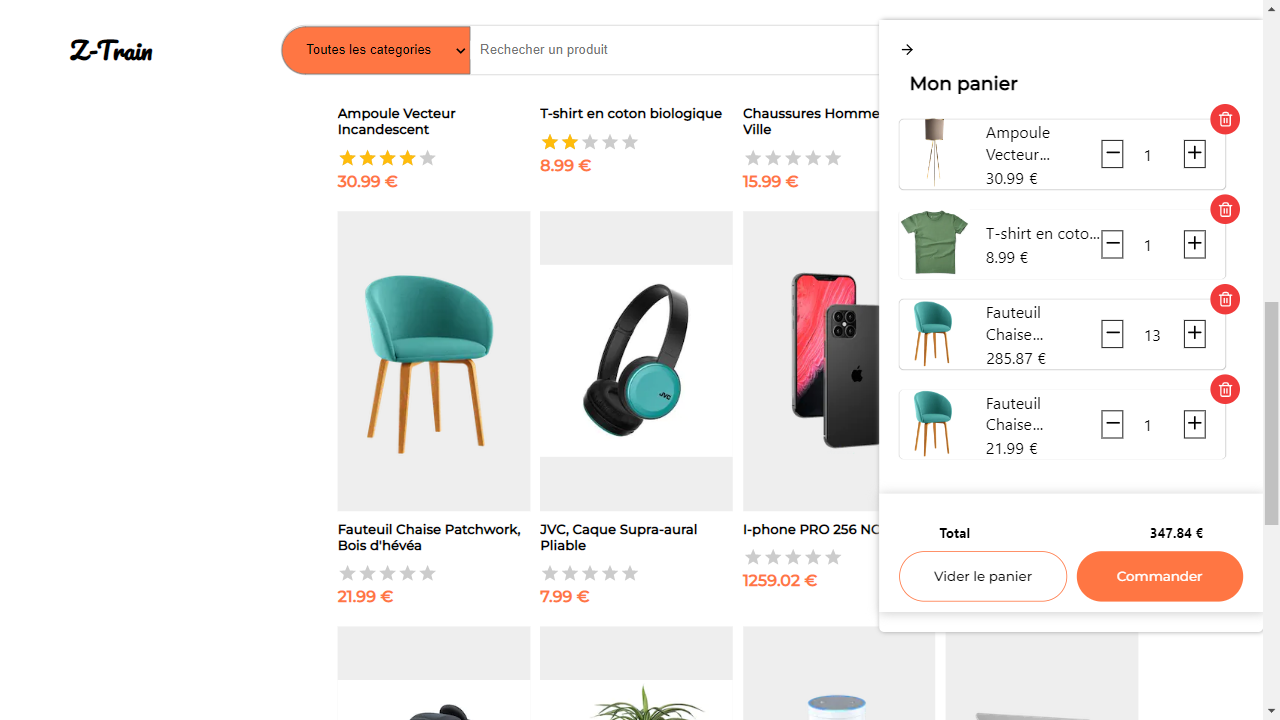 Z-Train
Toutes les categories
Rechecher un produit
Ampoule Vecteur
Incandescent
30.99 €
T-shirt en coton biologique
8.99 €
Chaussures Homme
Ville
15.99 €
Fauteuil Chaise Patchwork,
Bois d'hévéa
21.99 €
JVC
JVC, Caque Supra-aural
Pliable
7.99 €
I-phone PRO 256 NO
1259.02 €
Mon panier
Ampoule
Vecteur...
30.99 €
1
T-shirt en coto...
8.99 €
1
Fauteuil
Chaise...
285.87 €
13
Fauteuil
Chaise...
21.99 €
1
Total 347.84 €
Vider le panier
Commander